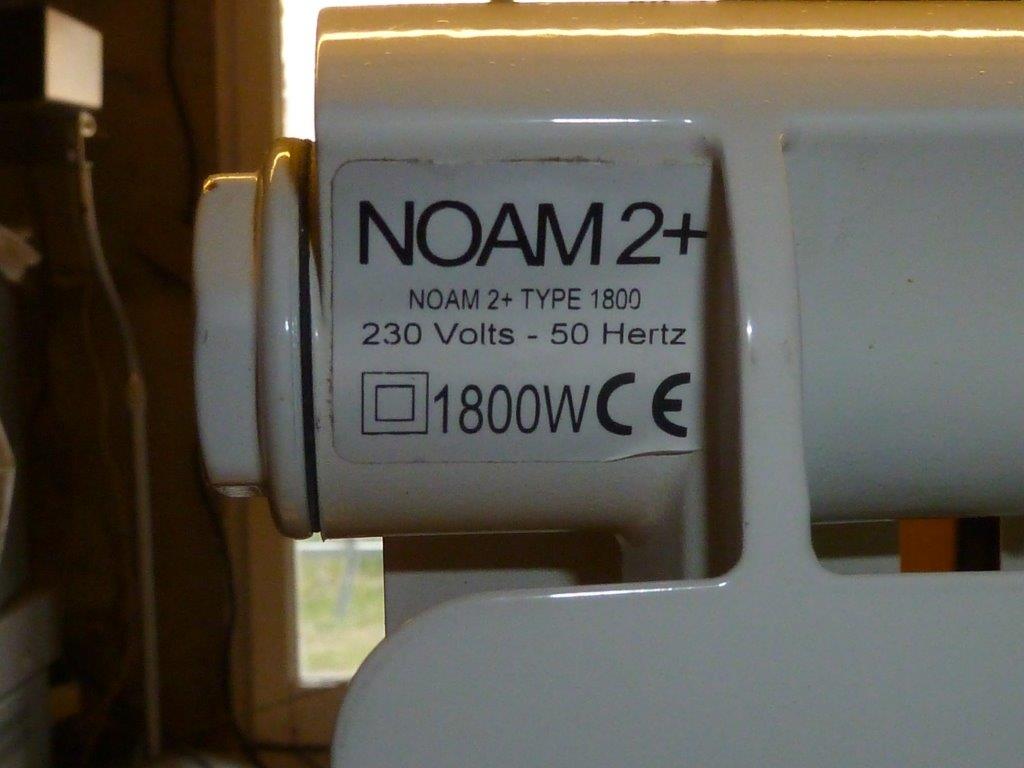 NOAM 2+
NOAM 2+ TYPE 1800
230 Volts - 50 Hertz
1800W CE